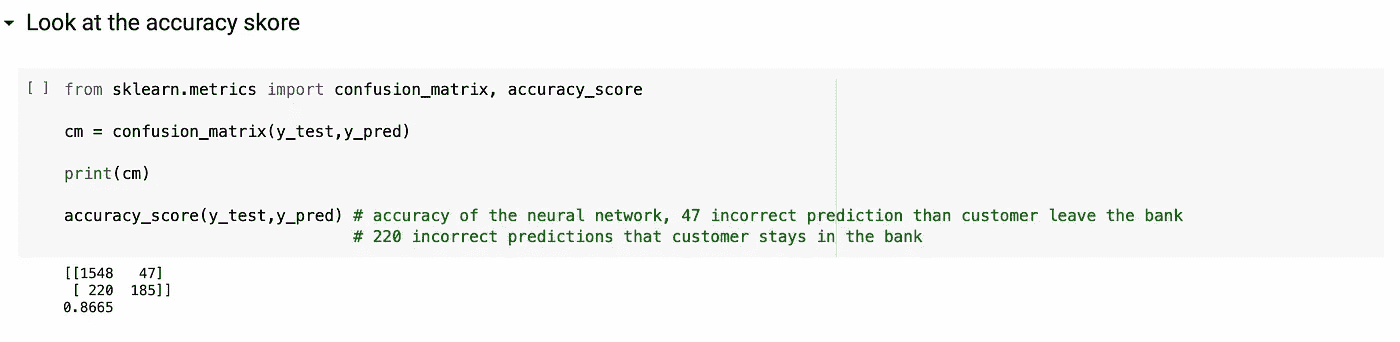 Look at the accuracy skore
[ ] from sklearn.metrics import confusion_matrix, accuracy_score
cm = confusion_matrix(y_test,y_pred)
print(cm)
accuracy_score(y_test,y_pred) # accuracy of the neural network, 47 incorrect prediction than customer leave the bank
# 220 incorrect predictions that customer stays in the bank
[[1548 47]
[ 220 185]]
0.8665